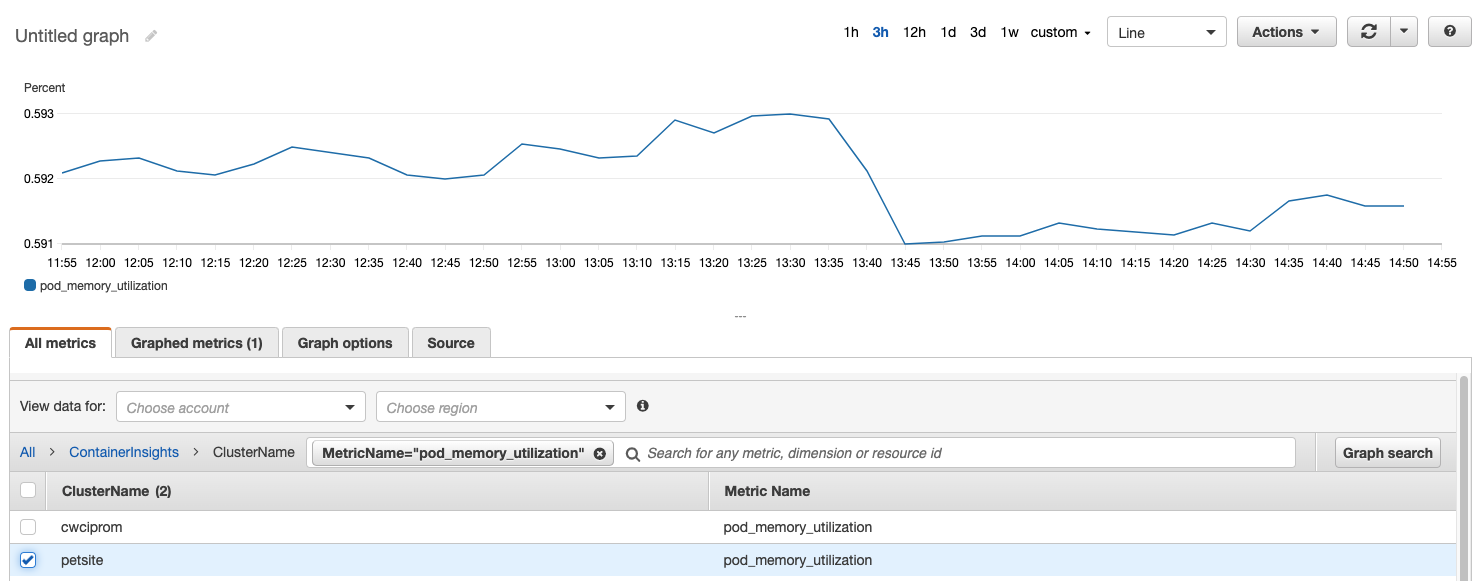 Untitled graph 1h 3h 12h 1d 3d 1w custom Line Actions ?
Percent
0.593
0.592
0.591
11:55 12:00 12:05 12:10 12:15 12:20 12:25 12:30 12:35 12:40 12:45 12:50 12:55 13:00 13:05 13:10 13:15 13:20 13:25 13:30 13:35 13:40 13:45 13:50 13:55 14:00 14:05 14:10 14:15 14:20 14:25 14:30 14:35 14:40 14:45 14:50 14:55
pod_memory_utilization
All metrics Graphed metrics (1) Graph options Source
View data for: Choose account Choose region
All > ContainerInsights > ClusterName MetricName="pod_memory_utilization" Search for any metric, dimension or resource id Graph search
ClusterName (2) Metric Name
cwciprom pod_memory_utilization
petsite pod_memory_utilization